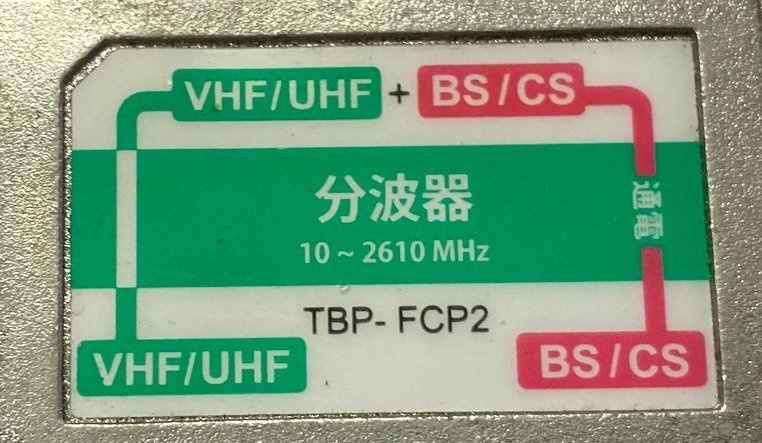 VHF/UHF + BS/CS
分波器
10~2610 MHz
通電
TBP- FCP2
VHF/UHF
BS/CS